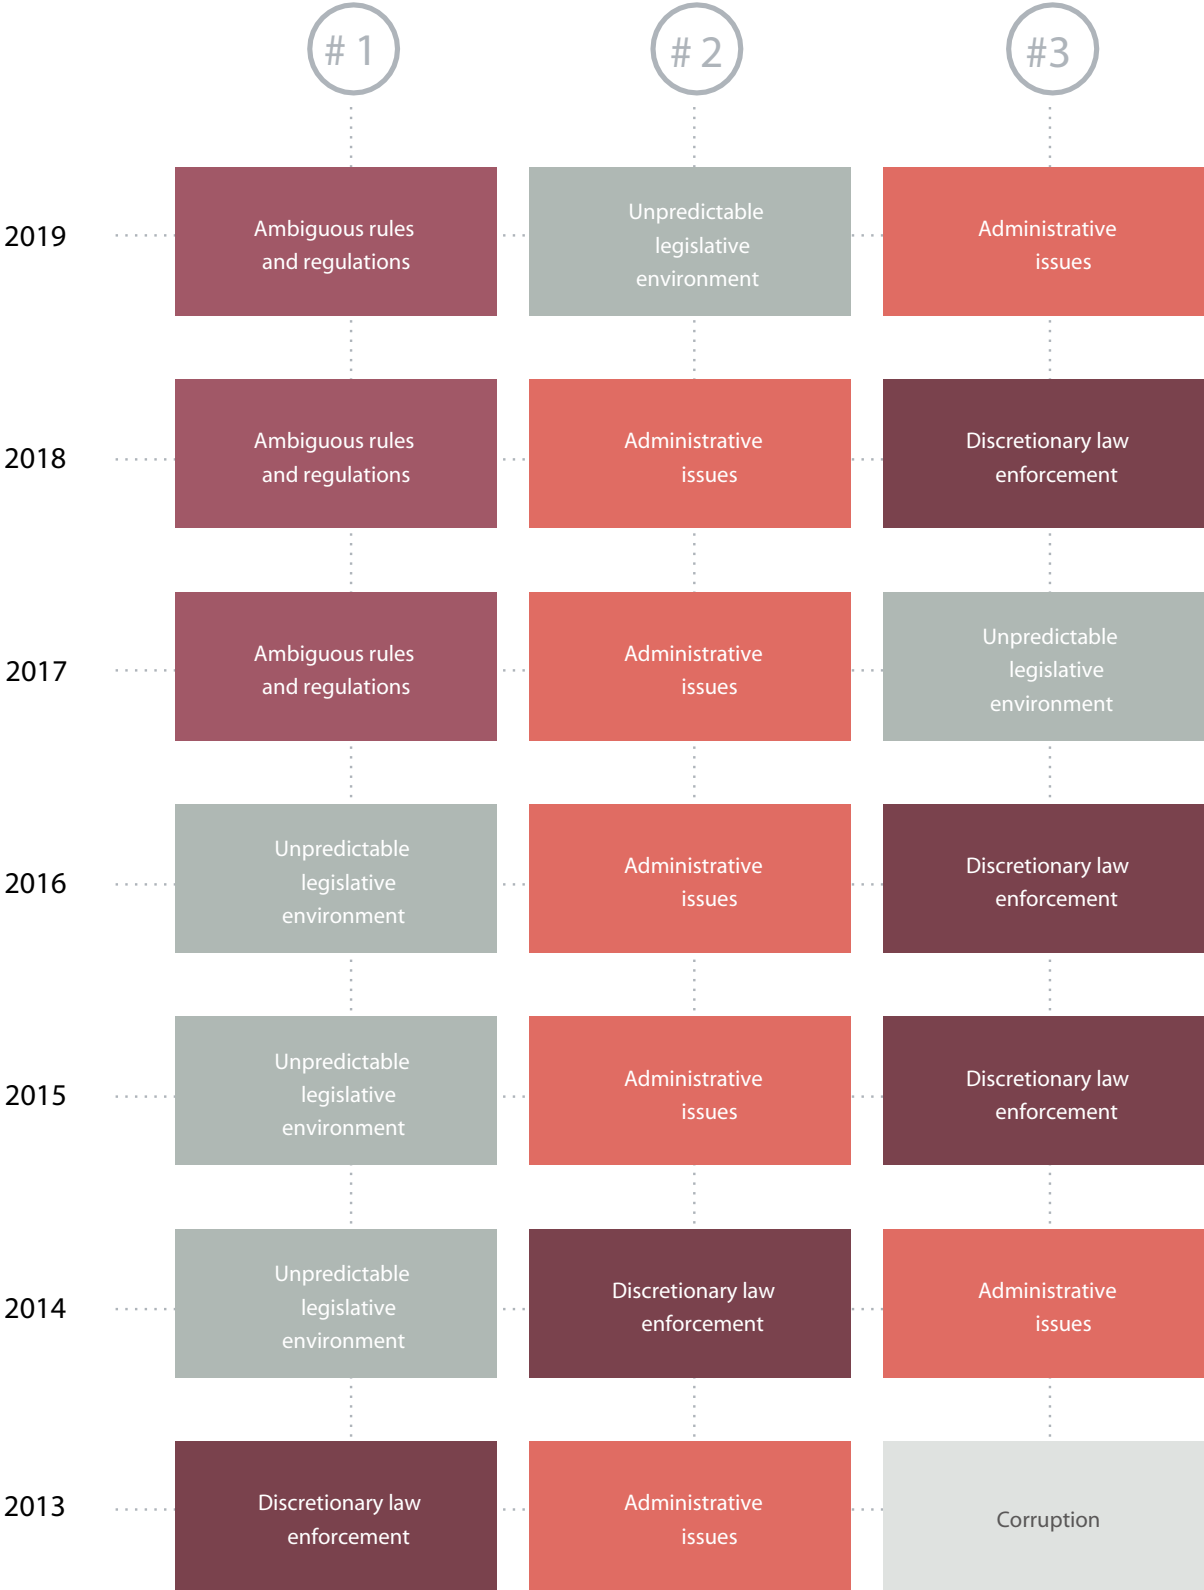 # 1
# 2
#3
2019
Ambiguous rules
and regulations
Unpredictable
legislative
environment
Administrative
issues
2018
Ambiguous rules
and regulations
Administrative
issues
Discretionary law
enforcement
2017
Ambiguous rules
and regulations
Administrative
issues
Unpredictable
legislative
environment
2016
Unpredictable
legislative
environment
Administrative
issues
Discretionary law
enforcement
2015
Unpredictable
legislative
environment
Administrative
issues
Discretionary law
enforcement
2014
Unpredictable
legislative
environment
Discretionary law
enforcement
Administrative
issues
2013
Discretionary law
enforcement
Administrative
issues
Corruption